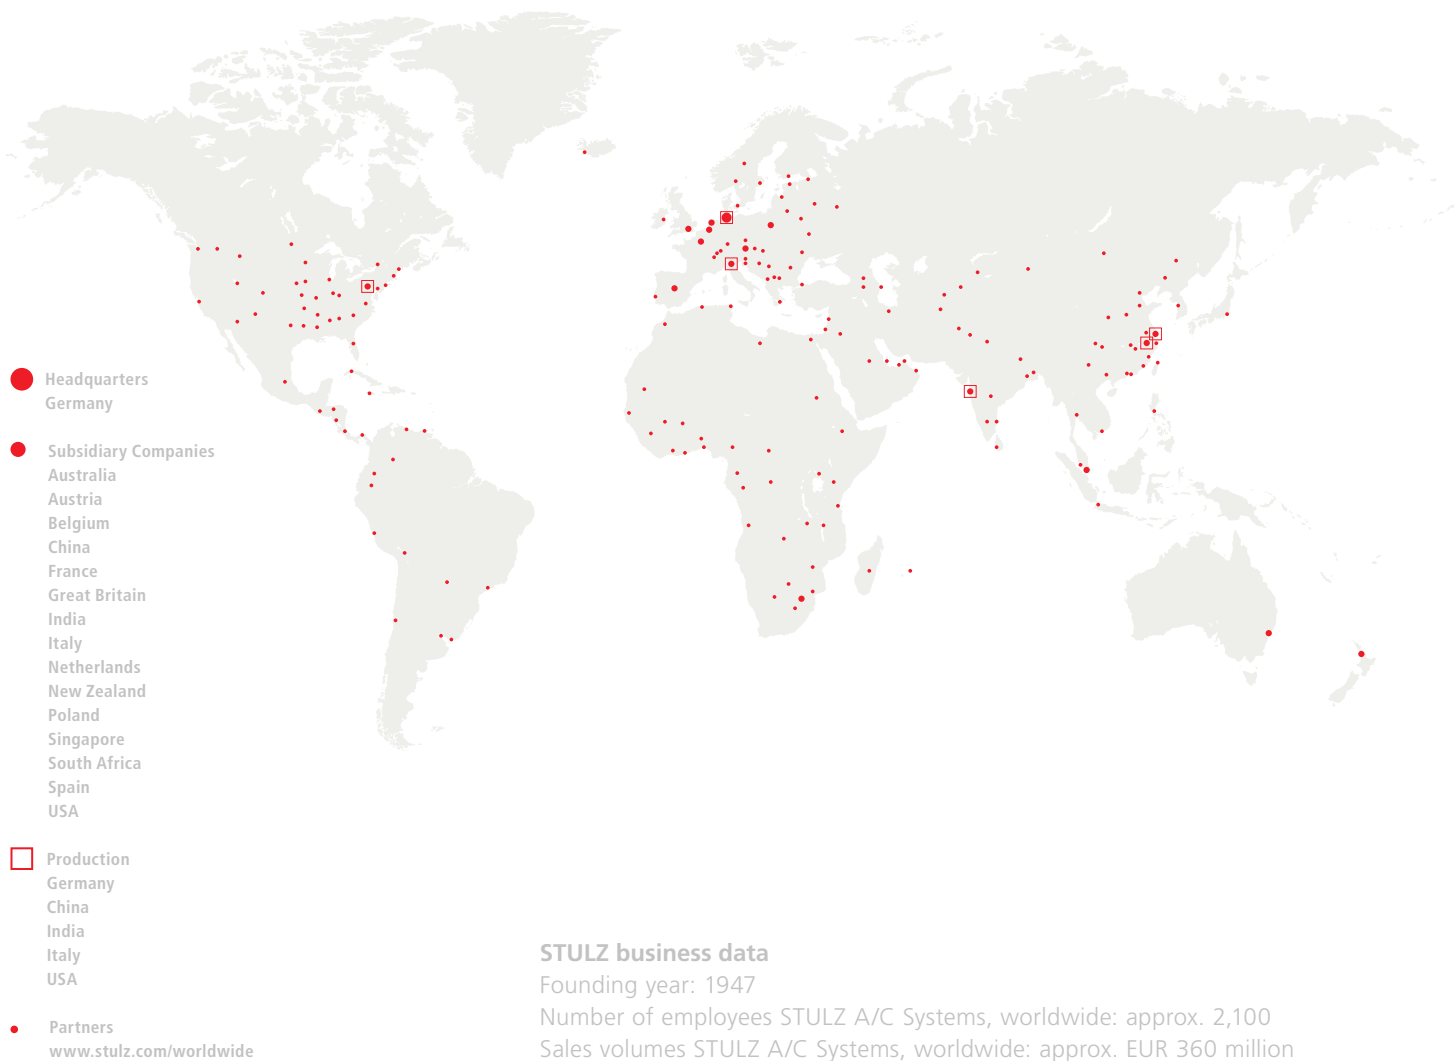 Headquarters
Germany
Subsidiary Companies
Australia
Austria
Belgium
China
France
Great Britain
India
Italy
Netherlands
New Zealand
Poland
Singapore
South Africa
Spain
USA
Production
Germany
China
India
Italy
USA
Partners
www.stulz.com/worldwide
STULZ business data
Founding year: 1947
Number of employees STULZ A/C Systems, worldwide: approx. 2,100
Sales volumes STULZ A/C Systems, worldwide: approx. EUR 360 million